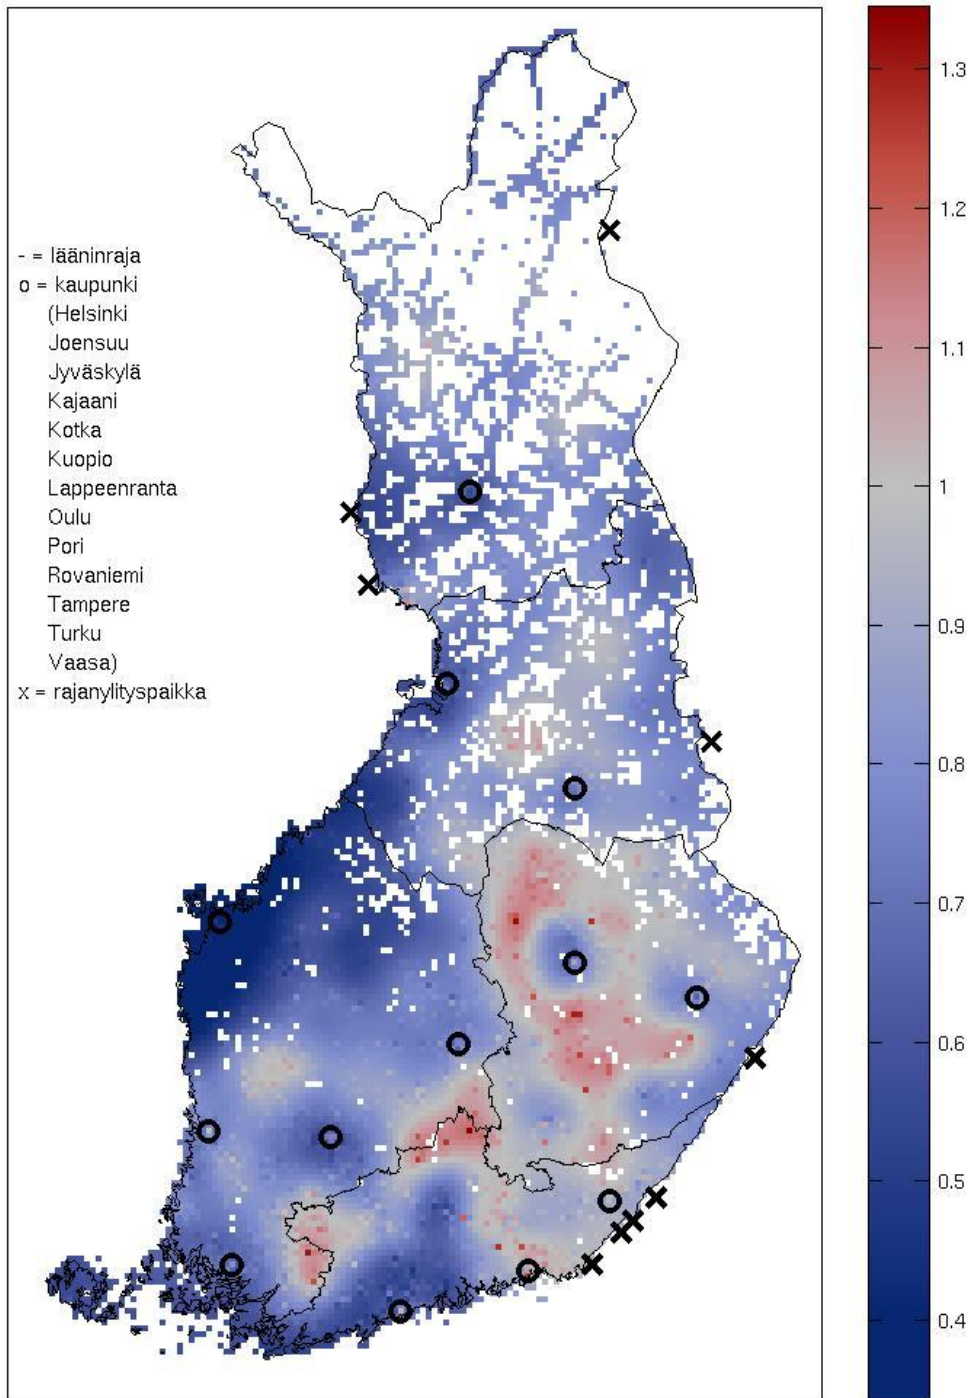 - = lääninraja
o = kaupunki
(Helsinki
Joensuu
Jyväskylä
Kajaani
Kotka
Kuopio
Lappeenranta
Oulu
Pori
Rovaniemi
Tampere
Turku
Vaasa)
x = rajanylityspaikka
1.3
1.2
1.1
1
0.9
0.8
0.7
0.6
0.5
0.4